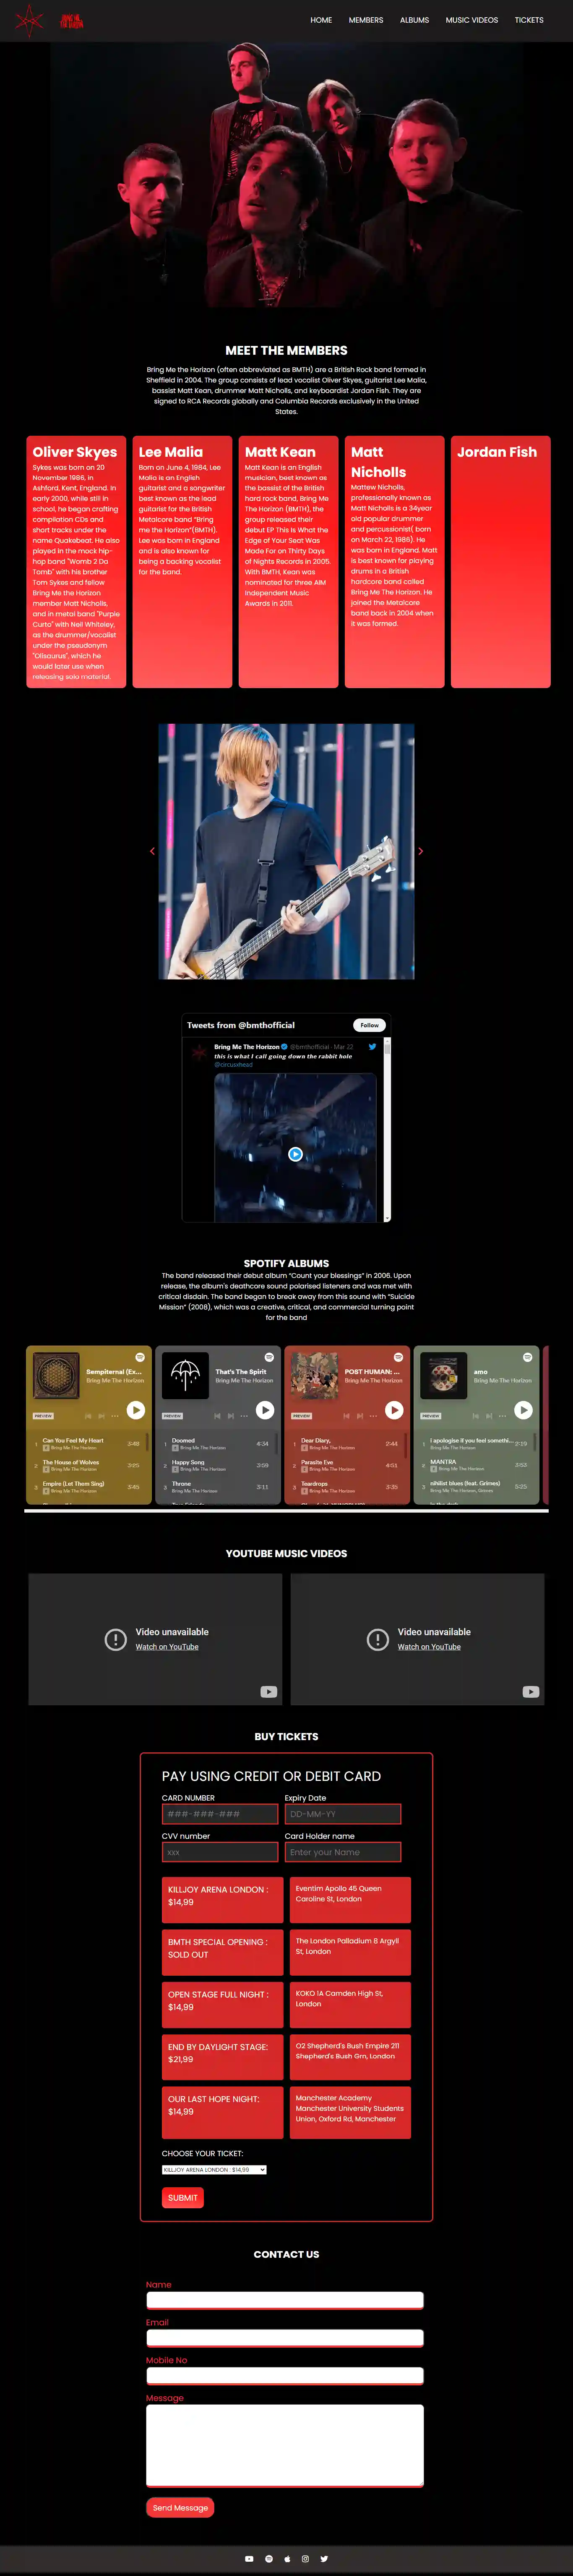 BRING ME
THE HORIZON
HOME MEMBERS ALBUMS MUSIC VIDEOS TICKETS
MEET THE MEMBERS
Bring Me the Horizon (often abbreviated as BMTH) are a British Rock band formed in
Sheffield in 2004. The group consists of lead vocalist Oliver Sykes, guitarist Lee Malia,
bassist Matt Kean, drummer Matt Nicholls, and keyboardist Jordan Fish. They are
signed to RCA Records globally and Columbia Records exclusively in the United
States.
Oliver Skyes
Sykes was born on 20
November 1986, in
Ashford, Kent, England. In
early 2000, while still in
school, he began crafting
compilation CDs and
short tracks under the
name Quakebeat. He also
played in the mock hip-
hop band "Womb 2 Da
Tomb" with his brother
Tom Sykes and fellow
Bring Me the Horizon
member Matt Nicholls,
and in metal band "Purple
Curto" with Neil Whiteley,
as the drummer/vocalist
under the pseudonym
"Olisaurus", which he
would later use when
releasing solo material.
Lee Malia
Born on June 4, 1984, Lee
Malia is an English
guitarist and a songwriter
best known as the lead
guitarist for the British
Metalcore band "Bring
me the Horizon"(BMTH).
Lee was born in England
and is also known for
being a backing vocalist
for the band.
Matt Kean
Matt Kean is an English
musician, best known as
the bassist of the British
hard rock band, Bring Me
The Horizon (BMTH), the
group released their
debut EP This Is What the
Edge of Your Seat Was
Made For on Thirty Days
of Nights Records in 2005.
With BMTH, Kean was
nominated for three AIM
Independent Music
Awards in 2011.
Matt
Nicholls
Mattew Nicholls,
professionally known as
Matt Nicholls is a 34year
old popular drummer
and percussionist( born
on March 22, 1986). He
was born in England. Matt
is best known for playing
drums in a British
hardcore band called
Bring Me The Horizon. He
joined the Metalcore
band back in 2004 when
it was formed.
Jordan Fish
Tweets from @bmthofficial
Follow
Bring Me The Horizon @bmthofficial · Mar 22
this is what I call going down the rabbit hole
@circusxhead
SPOTIFY ALBUMS
The band released their debut album "Count your blessings" in 2006. Upon
release, the album's deathcore sound polarised listeners and was met with
critical disdain. The band began to break away from this sound with "Suicide
Mission" (2008), which was a creative, critical, and commercial turning point
for the band
Sempiternal (Ex...
Bring Me The Horizon
PREVIEW
1 Can You Feel My Heart 3:48
E Bring Me The Horizon
2 The House of Wolves 3:25
E Bring Me The Horizon
3 Empire (Let Them Sing) 3:45
E Bring Me The Horizon
That's The Spirit
Bring Me The Horizon
PREVIEW
1 Doomed 4:34
E Bring Me The Horizon
2 Happy Song 3:59
E Bring Me The Horizon
3 Throne 3:11
Bring Me The Horizon
True Friends
POST HUMAN: ...
Bring Me The Horizon
PREVIEW
1 Dear Diary, 2:44
E Bring Me The Horizon
2 Parasite Eve 4:51
E Bring Me The Horizon
3 Teardrops 3:35
E Bring Me The Horizon
amo
Bring Me The Horizon
PREVIEW
1 i apologise if you feel somethi... 2:19
Bring Me The Horizon
2 MANTRA 3:53
E Bring Me The Horizon
3 nihilist blues (feat. Grimes) 5:25
Bring Me The Horizon, Grimes
in the dark
YOUTUBE MUSIC VIDEOS
Video unavailable
Watch on YouTube
Video unavailable
Watch on YouTube
BUY TICKETS
PAY USING CREDIT OR DEBIT CARD
CARD NUMBER
###-###-###
Expiry Date
DD-MM-YY
CVV number
xxx
Card Holder name
Enter your Name
KILLJOY ARENA LONDON :
$14,99
Eventim Apollo 45 Queen
Caroline St, London
BMTH SPECIAL OPENING :
SOLD OUT
The London Palladium 8 Argyll
St, London
OPEN STAGE FULL NIGHT :
$14,99
KOKO 1A Camden High St,
London
END BY DAYLIGHT STAGE:
$21,99
O2 Shepherd's Bush Empire 211
Shepherd's Bush Grn, London
OUR LAST HOPE NIGHT:
$14,99
Manchester Academy
Manchester University Students
Union, Oxford Rd, Manchester
CHOOSE YOUR TICKET:
KILLJOY ARENA LONDON : $14,99
SUBMIT
CONTACT US
Name
Email
Mobile No
Message
Send Message